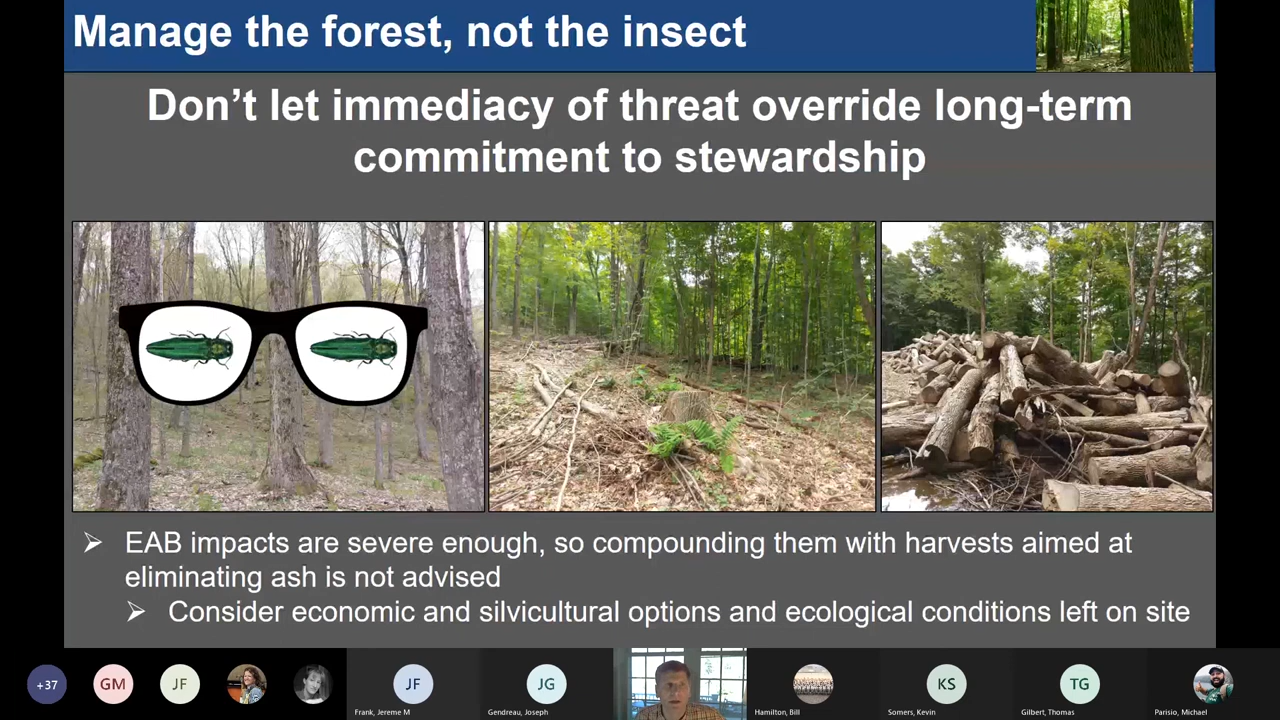 Manage the forest, not the insect
Don’t let immediacy of threat override long-term
commitment to stewardship
➢ EAB impacts are severe enough, so compounding them with harvests aimed at
eliminating ash is not advised
➢ Consider economic and silvicultural options and ecological conditions left on site
+37
GM
JF
JF
Frank, Jereme M
JG
Gendreau, Joseph
Hamilton, Bill
KS
Somers, Kevin
TG
Gilbert, Thomas
Parisio, Michael